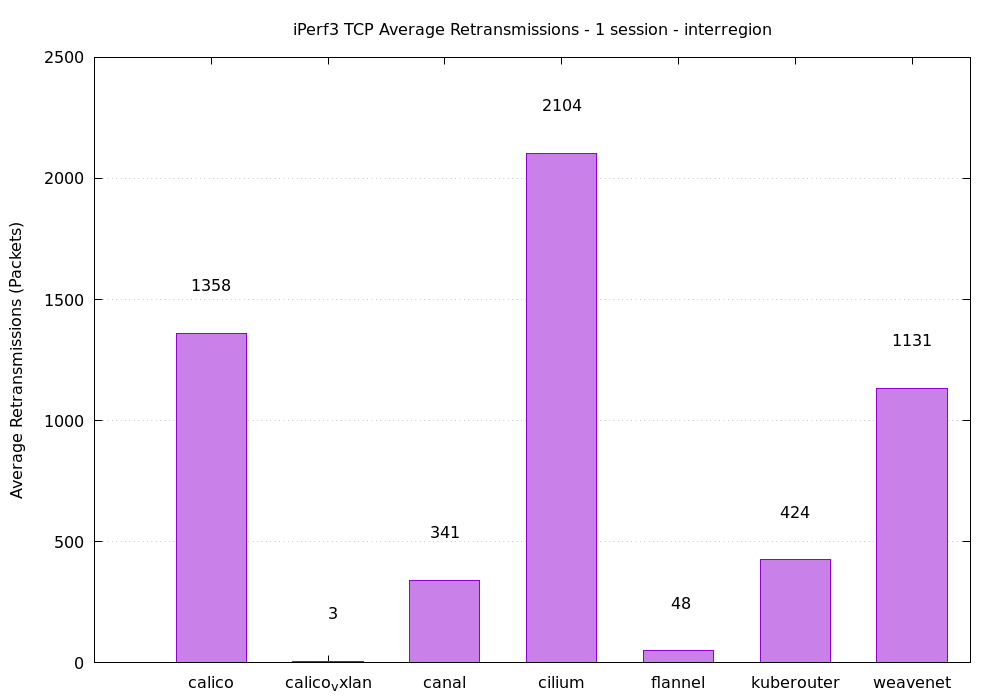 iPerf3 TCP Average Retransmissions - 1 session - interregion
Average Retransmissions (Packets)
2500
2000
1500
1000
500
0
1358
3
341
2104
48
424
1131
calico
calicovxlan
canal
cilium
flannel
kuberouter
weavenet